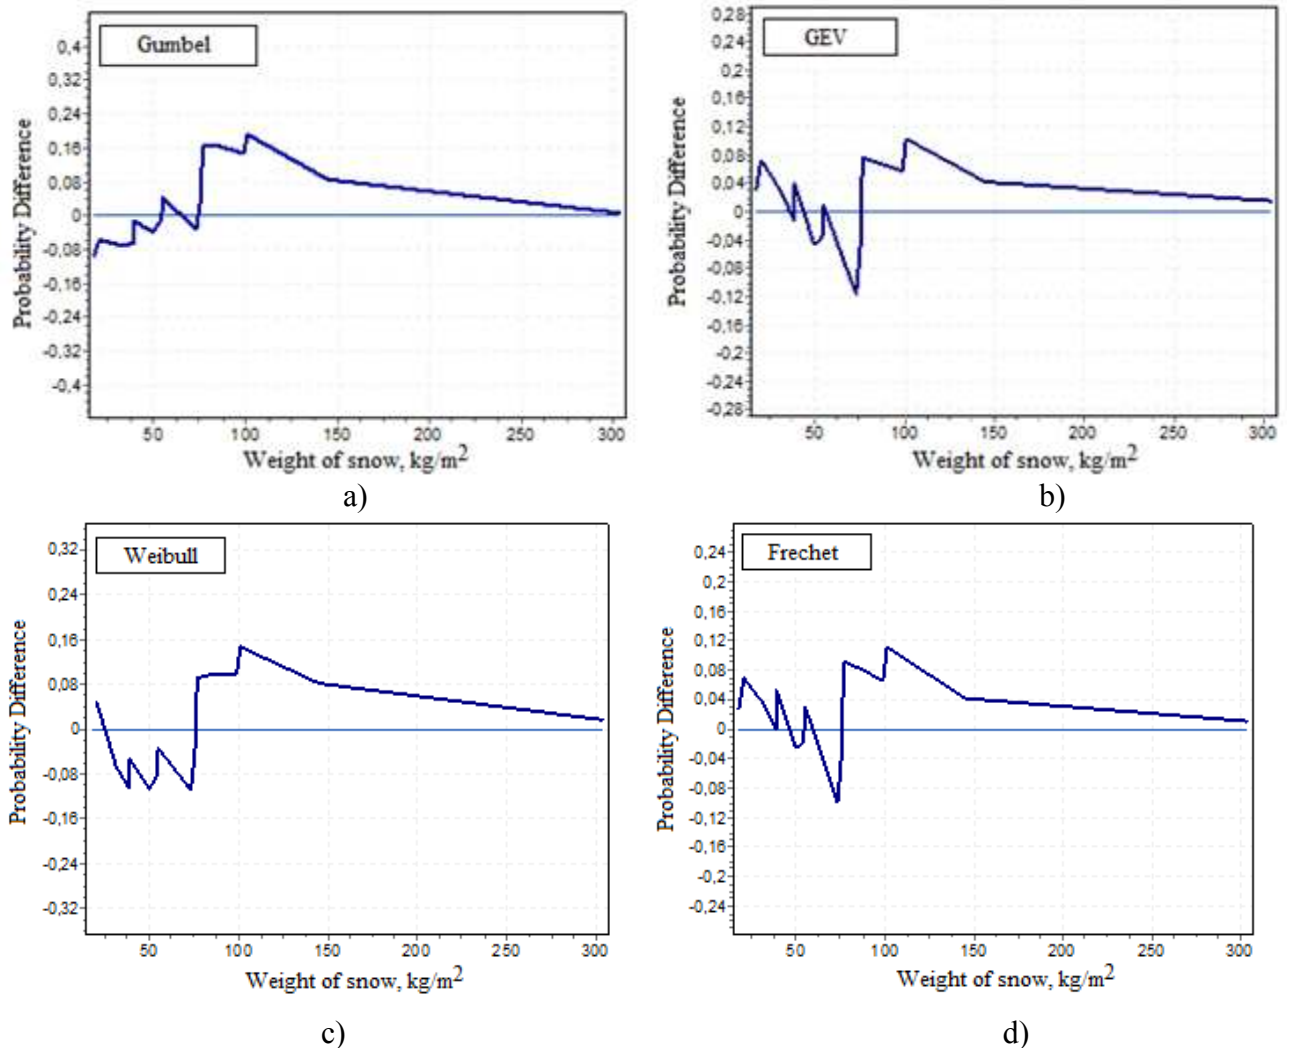 Gumbel
0,4
0,32
0,24
0,16
0,08
0
-0,08
-0,16
-0,24
-0,32
-0,4
Probability Difference
50 100 150 200 250 300
Weight of snow, kg/m2
a)
GEV
0,28
0,24
0,2
0,16
0,12
0,08
0,04
0
-0,04
-0,08
-0,12
-0,16
-0,2
-0,24
-0,28
Probability Difference
50 100 150 200 250 300
Weight of snow, kg/m2
b)
Weibull
0,32
0,24
0,16
0,08
0
-0,08
-0,16
-0,24
-0,32
Probability Difference
50 100 150 200 250 300
Weight of snow, kg/m2
c)
Frechet
0,24
0,2
0,16
0,12
0,08
0,04
0
-0,04
-0,08
-0,12
-0,16
-0,2
-0,24
Probability Difference
50 100 150 200 250 300
Weight of snow, kg/m2
d)